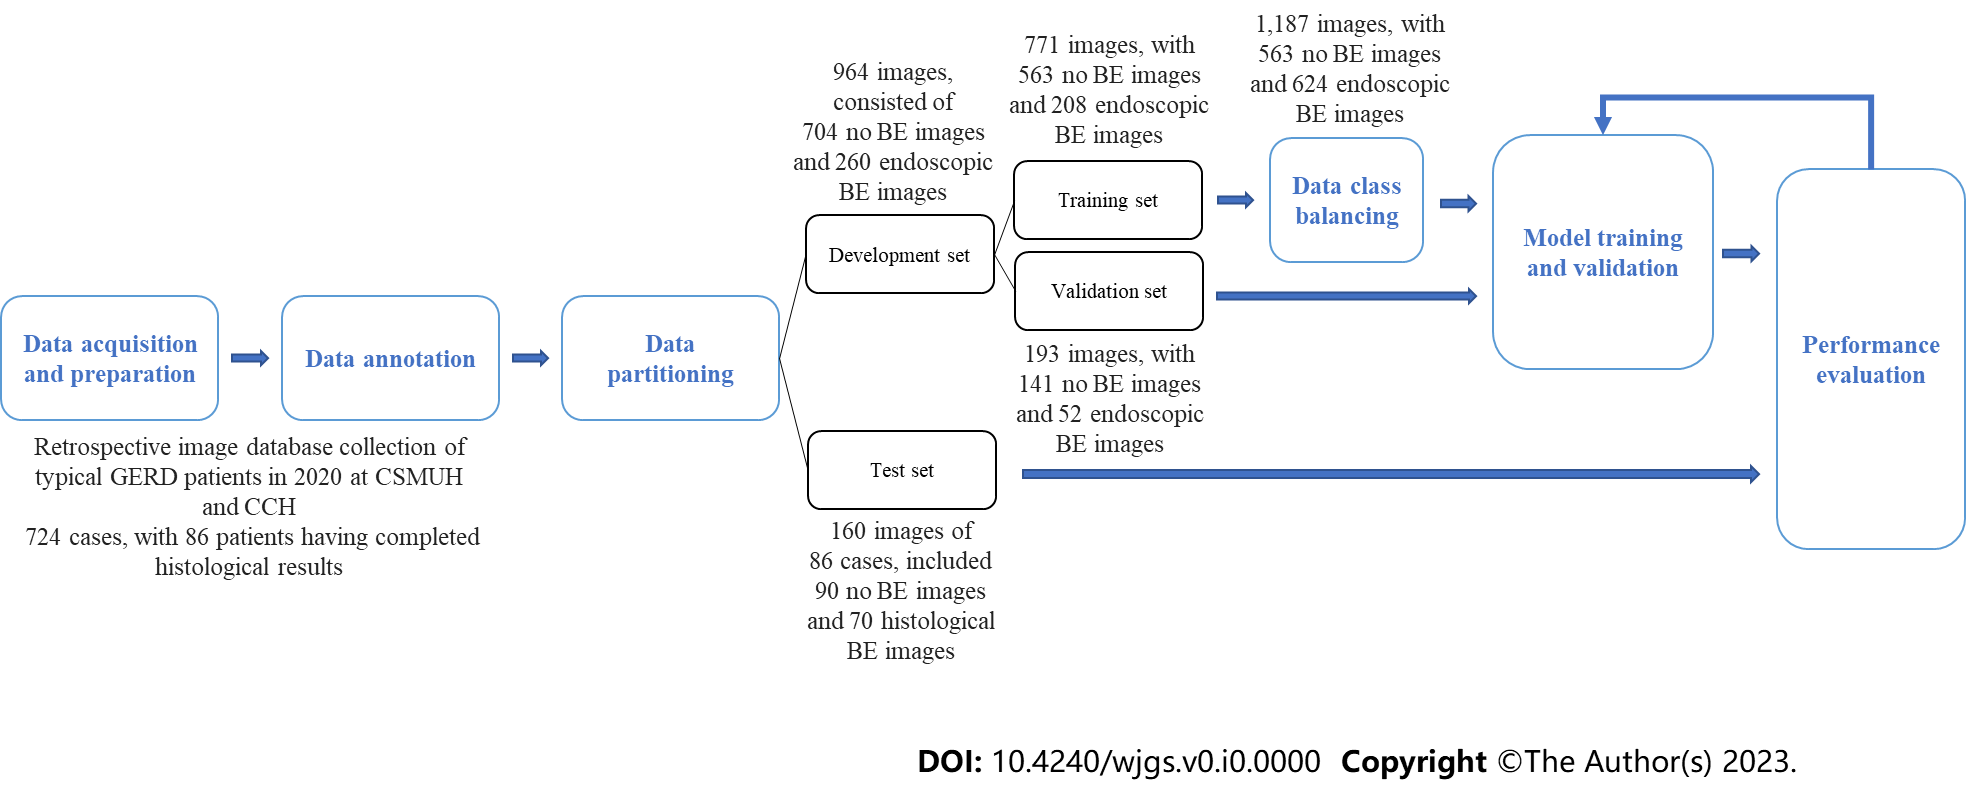 Data acquisition
and preparation
Retrospective image database collection of
typical GERD patients in 2020 at CSMUH
and CCH
724 cases, with 86 patients having completed
histological results
Data annotation
Data
partitioning
964 images,
consisted of
704 no BE images
and 260 endoscopic
BE images
Development set
Test set
160 images of
86 cases, included
90 no BE images
and 70 histological
BE images
771 images, with
563 no BE images
and 208 endoscopic
BE images
Training set
Validation set
193 images, with
141 no BE images
and 52 endoscopic
BE images
1,187 images, with
563 no BE images
and 624 endoscopic
BE images
Data class
balancing
Model training
and validation
Performance
evaluation
DOI: 10.4240/wjgs.v0.i0.0000 Copyright ©The Author(s) 2023.